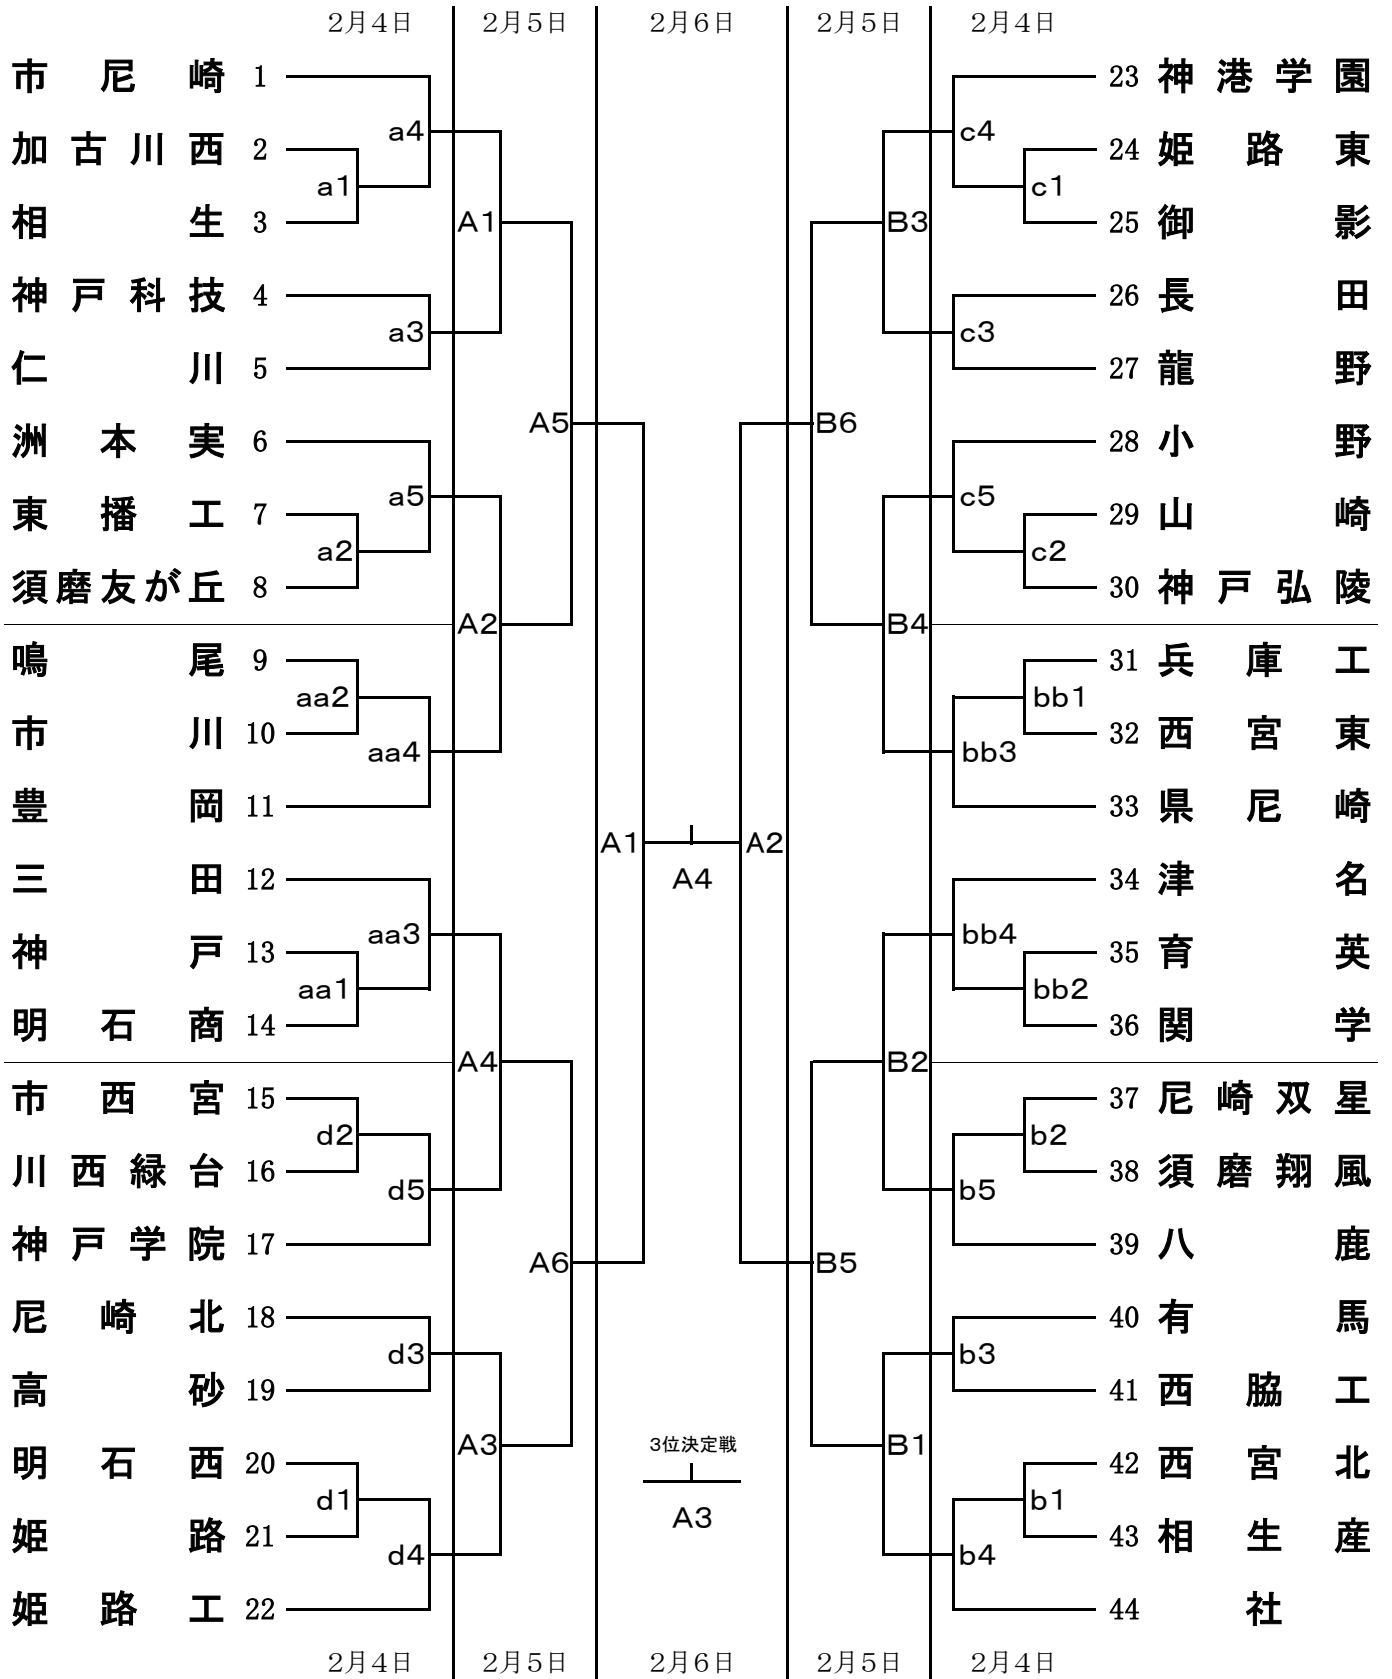 2月4日 2月5日 2月6日 2月5日 2月4日
市尼崎 1 23 神港学園
a4 c4
加古川西 2 24 姫路東
a1 c1
相生 3 A1 B3 25 御影
神戸科技 4 26 長田
a3 c3
仁川 5 27 龍野
A5 B6
洲本実 6 28 小野
a5 c5
東播工 7 29 山崎
a2 c2
須磨友が丘 8 30 神戸弘陵
A2 B4
鳴尾 9 31 兵庫工
aa2 bb1
市川 10 32 西宮東
aa4 bb3
豊岡 11 33 県尼崎
A1 A2
A4
三田 12 34 津名
aa3 bb4
神戸 13 35 育英
aa1 bb2
明石商 14 36 関学
A4 B2
市西宮 15 37 尼崎双星
d2 b2
川西緑台 16 38 須磨翔風
d5 b5
神戸学院 17 39 八鹿
A6 B5
尼崎北 18 40 有馬
d3 b3
高砂 19 41 西脇工
A3 3位決定戦 B1
明石西 20 42 西宮北
d1 b1
A3
姫路 21 43 相生産
d4 b4
姫路工 22 44 社
2月4日 2月5日 2月6日 2月5日 2月4日